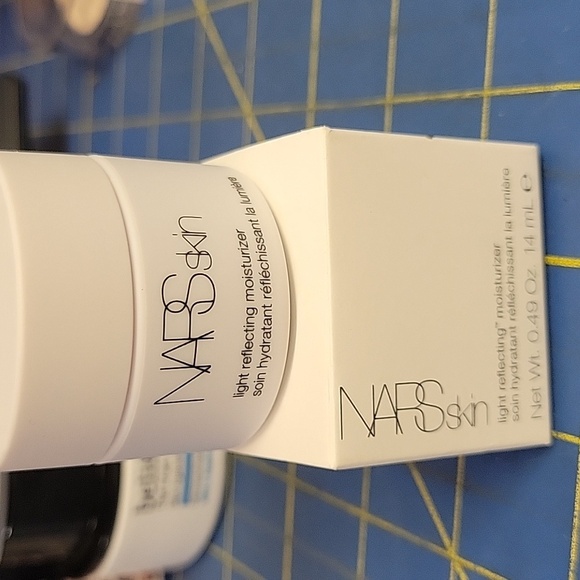 NARSskin
light reflecting moisturizer
soin hydratant réfléchissant la lumière
NARSskin
light reflecting™ moisturizer
soin hydratant réfléchissant la lumière
Net Wt. 0.49 Oz. 14 mL ℮